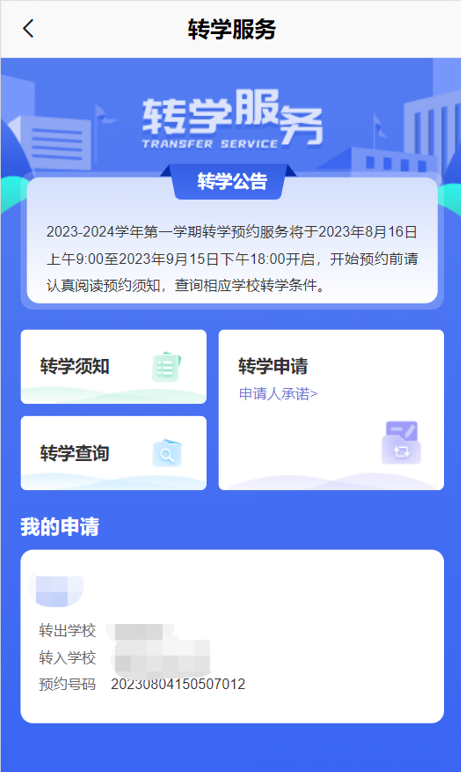 转学服务
转学服务
TRANSFER SERVICE
转学公告
2023-2024学年第一学期转学预约服务将于2023年8月16日
上午9:00至2023年9月15日下午18:00开启，开始预约前请
认真阅读预约须知，查询相应学校转学条件。
转学须知
转学申请
申请人承诺>
转学查询
我的申请
转出学校
转入学校
预约号码 20230804150507012